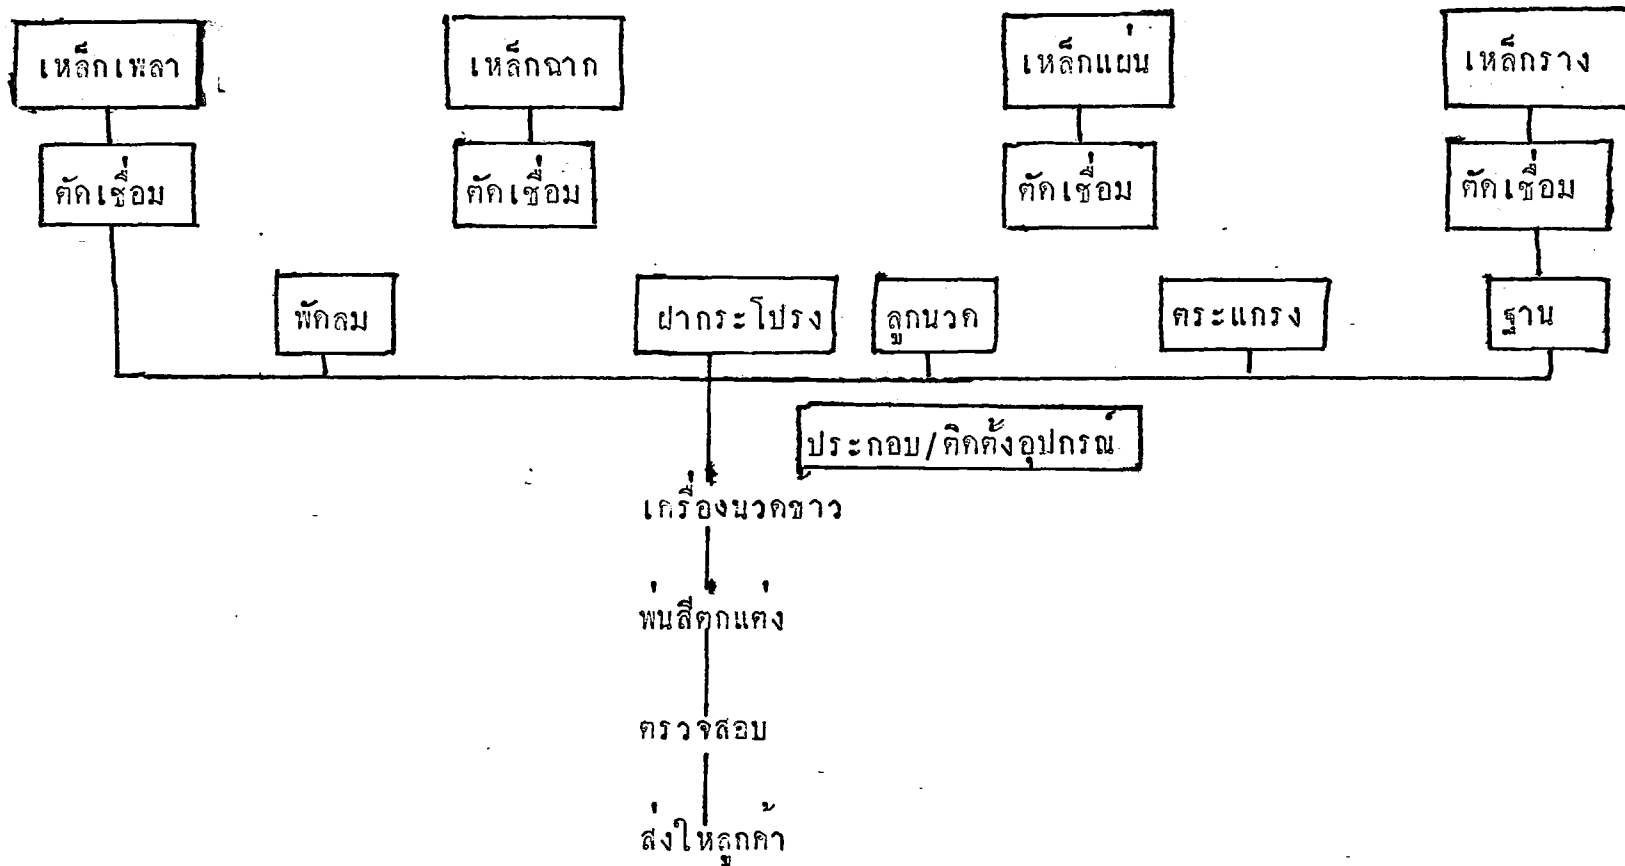 เหล็กเพลา
เหล็กฉาก
เหล็กแผ่น
เหล็กราง
ตัดเชื่อม
ตัดเชื่อม
ตัดเชื่อม
ตัดเชื่อม
พัดลม
ฝากระโปรง
ลูกนวด
ตระแกรง
ฐาน
ประกอบ/ติดตั้งอุปกรณ์
เครื่องนวดข้าว
พ่นสีตกแต่ง
ตรวจสอบ
ส่งให้ลูกค้า